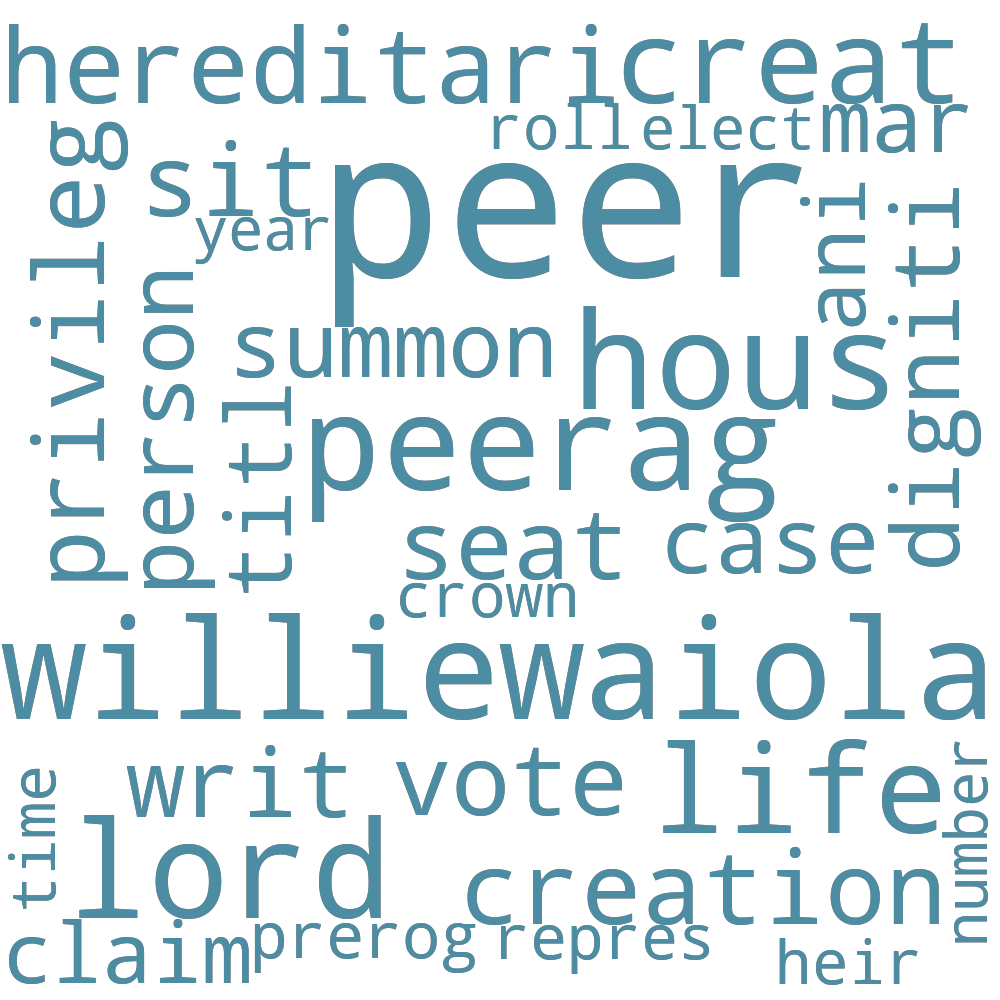 hereditari
creat
roll
elect
mar
privileg
sit
peer
year
ani
digniti
person
summon
hous
titl
peerag
seat
case
crown
williewaiola
time
writ
vote
life
number
lord
creation
claim
prerog
repres
heir